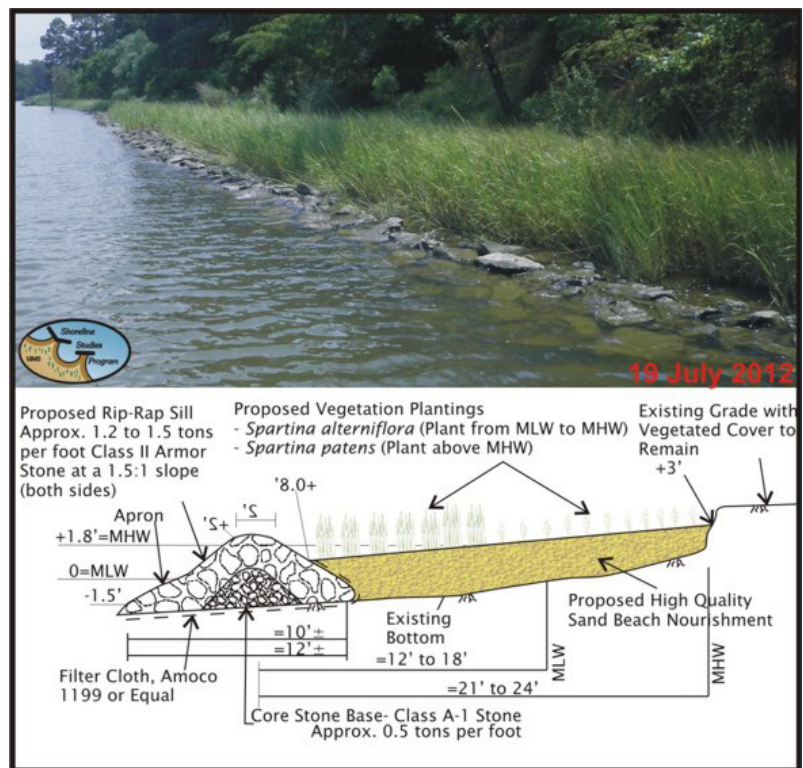 Shoreline
Studies
VIMS
Program
19 July 2012
Proposed Rip-Rap Sill
Approx. 1.2 to 1.5 tons
per foot Class II Armor
Stone at a 1.5:1 slope
(both sides)
Proposed Vegetation Plantings
- Spartina alterniflora (Plant from MLW to MHW)
- Spartina patens (Plant above MHW)
Existing Grade with
Vegetated Cover to
Remain
+3'
+0.8'
2'
+2'
Apron
+1.8'=MHW
0=MLW
-1.5'
Existing
Bottom
Proposed High Quality
Sand Beach Nourishment
=10'±
=12'±
=12' to 18'
MLW
MHW
=21' to 24'
Filter Cloth, Amoco
1199 or Equal
Core Stone Base- Class A-1 Stone
Approx. 0.5 tons per foot